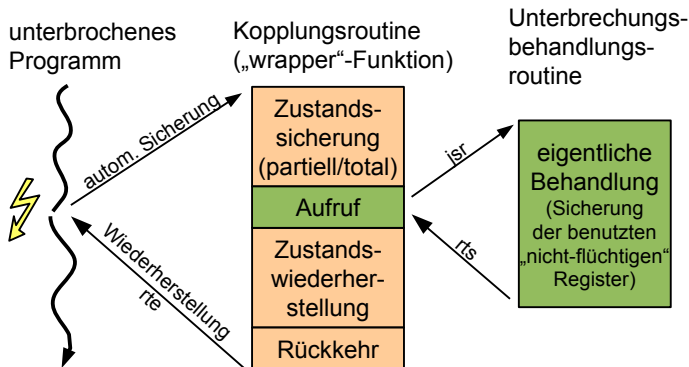 unterbrochenes
Programm
Kopplungsroutine
(„wrapper“-Funktion)
Unterbrechungs-
behandlungs-
routine
autom. Sicherung
Wiederherstellung
rte
Zustands-
sicherung
(partiell/total)
Aufruf
Zustands-
wiederher-
stellung
Rückkehr
jsr
rts
eigentliche
Behandlung
(Sicherung
der benutzten
„nicht-flüchtigen“
Register)